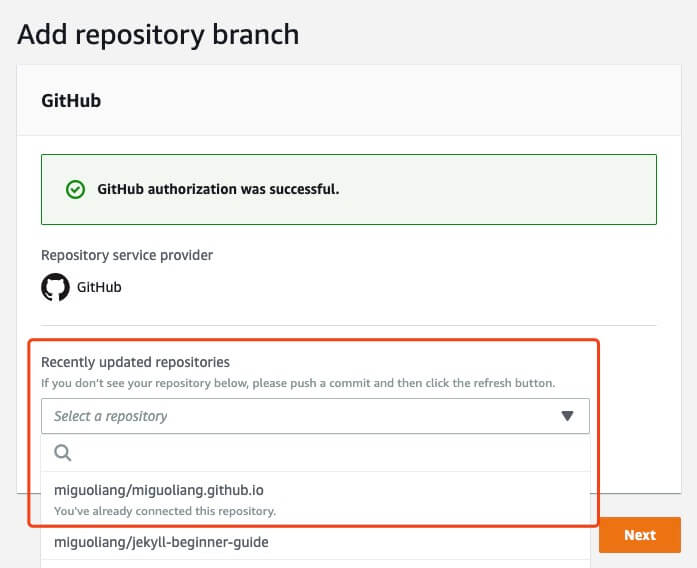 Add repository branch
GitHub
GitHub authorization was successful.
Repository service provider
GitHub
Recently updated repositories
If you don't see your repository below, please push a commit and then click the refresh button.
Select a repository
miguoliang/miguoliang.github.io
You've already connected this repository.
miguoliang/jekyll-beginner-guide
Next